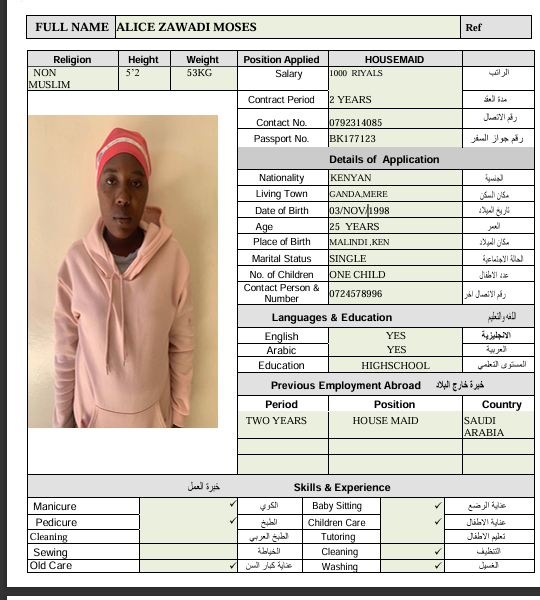 FULL NAME ALICE ZAWADI MOSES Ref
Religion Height Weight Position Applied HOUSEMAID
NON MUSLIM 5`2 53KG Salary 1000 RIYALS الراتب
Contract Period 2 YEARS مدة العقد
Contact No. 0792314085 رقم الاتصال
Passport No. BK177123 رقم جواز السفر
Details of Application
Nationality KENYAN الجنسية
Living Town GANDA,MERE مكان السكن
Date of Birth 03/NOV/1998 تاريخ الميلاد
Age 25 YEARS العمر
Place of Birth MALINDI ,KEN مكان الميلاد
Marital Status SINGLE الحالة الاجتماعية
No. of Children ONE CHILD عدد الاطفال
Contact Person & Number 0724578996 رقم الاتصال اخر
Languages & Education اللغه والتعليم
English YES الانجليزية
Arabic YES العربية
Education HIGHSCHOOL المستوى التعلمي
Previous Employment Abroad خبرة خارج البلاد
Period Position Country
TWO YEARS HOUSE MAID SAUDI ARABIA
خبرة العمل Skills & Experience
Manicure ✓ الكوي Baby Sitting ✓ عناية الرضع
Pedicure ✓ الطبخ Children Care ✓ عناية الاطفال
Cleaning الطبخ العربي Tutoring تعليم الاطفال
Sewing الخياطة Cleaning ✓ التنظيف
Old Care ✓ عناية كبار السن Washing ✓ الغسيل